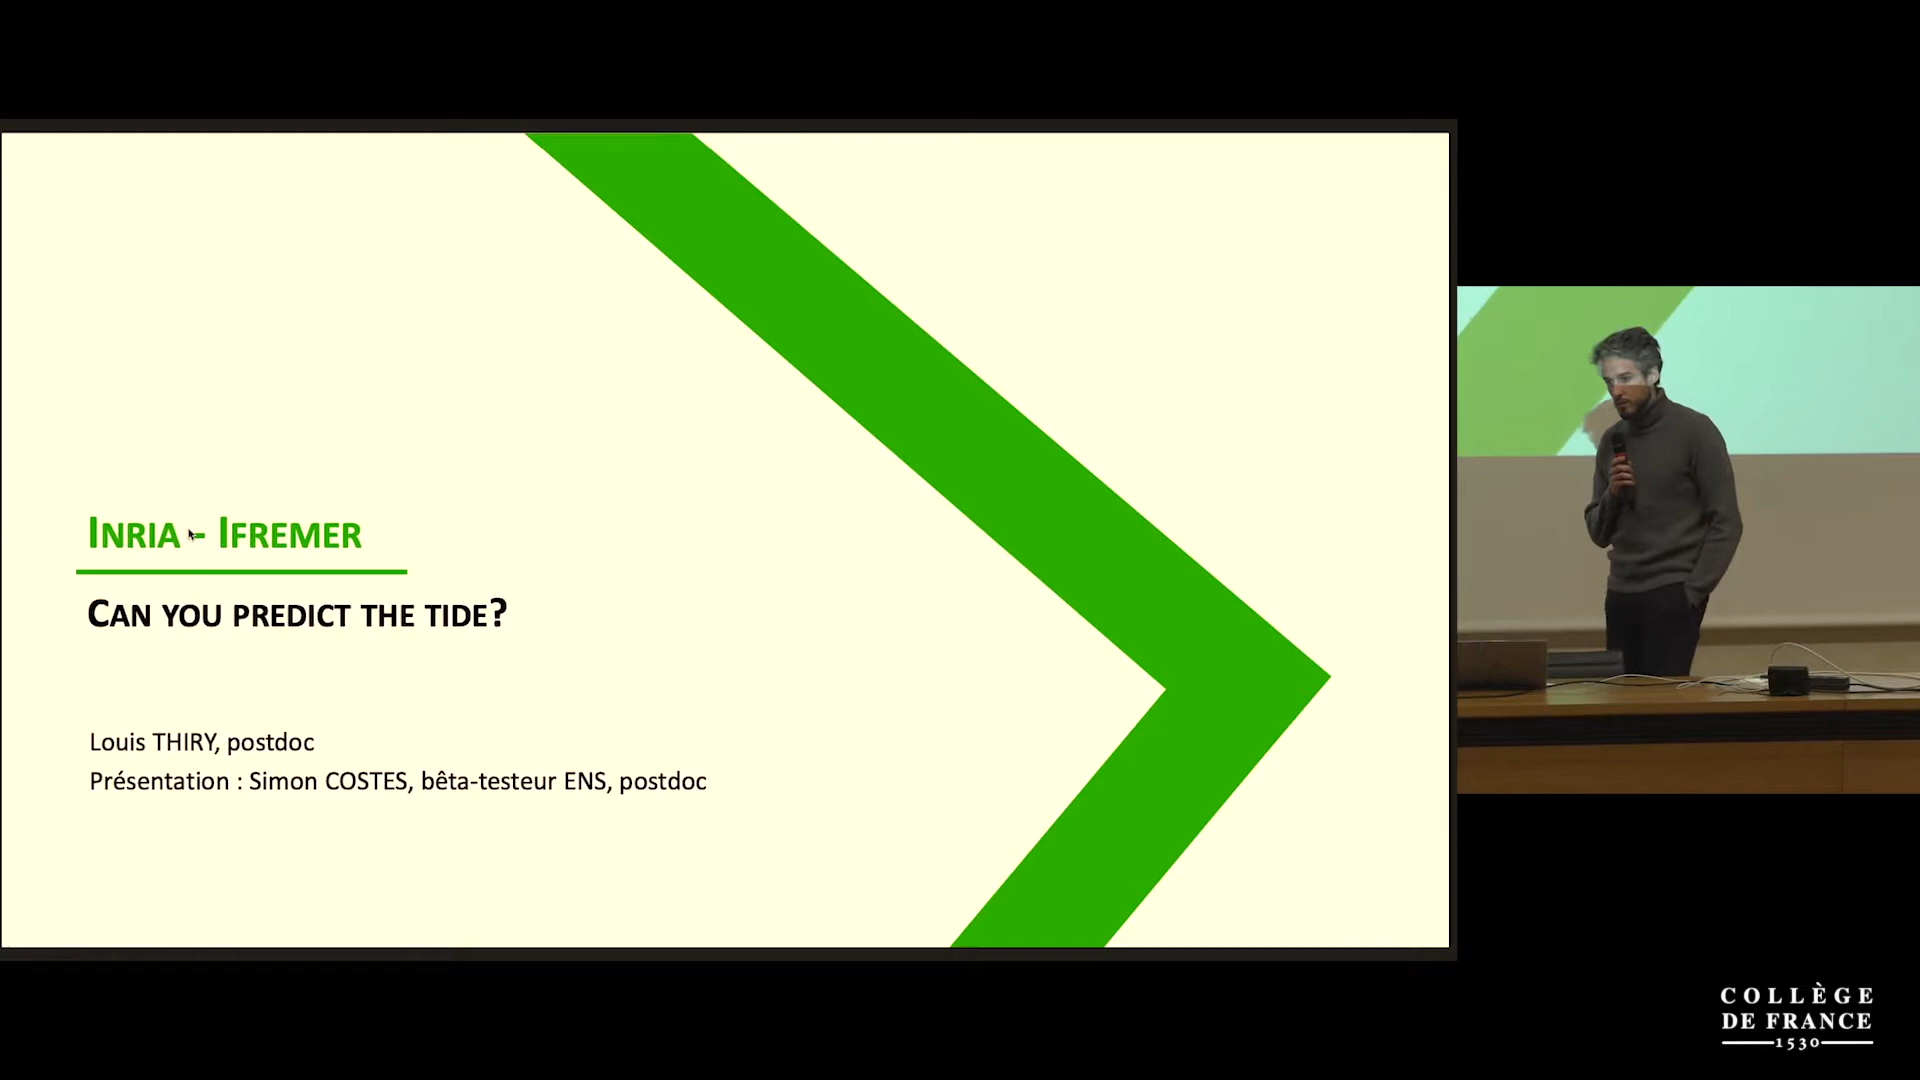 INRIA - IFREMER
CAN YOU PREDICT THE TIDE?
Louis THIRY, postdoc
Présentation : Simon COSTES, bêta-testeur ENS, postdoc
COLLÈGE
DE FRANCE
1530